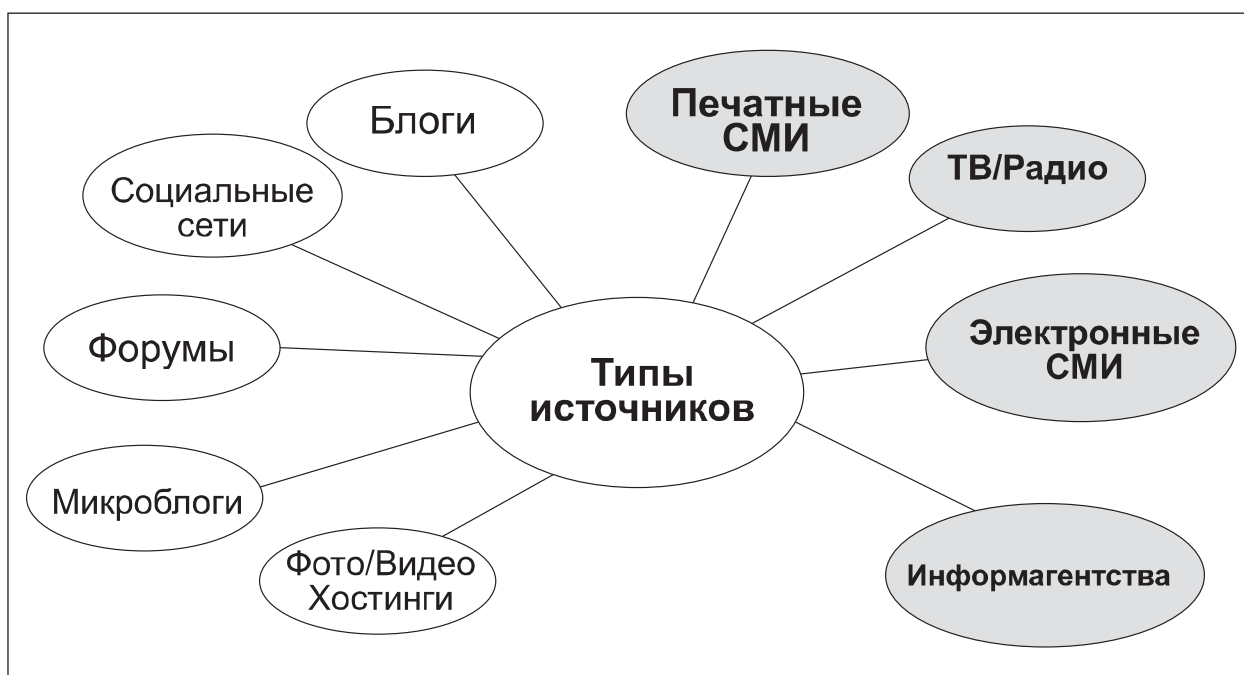 Блоги
Печатные
СМИ
Социальные
сети
ТВ/Радио
Форумы
Электронные
СМИ
Типы
источников
Микроблоги
Фото/Видео
Хостинги
Информагентства